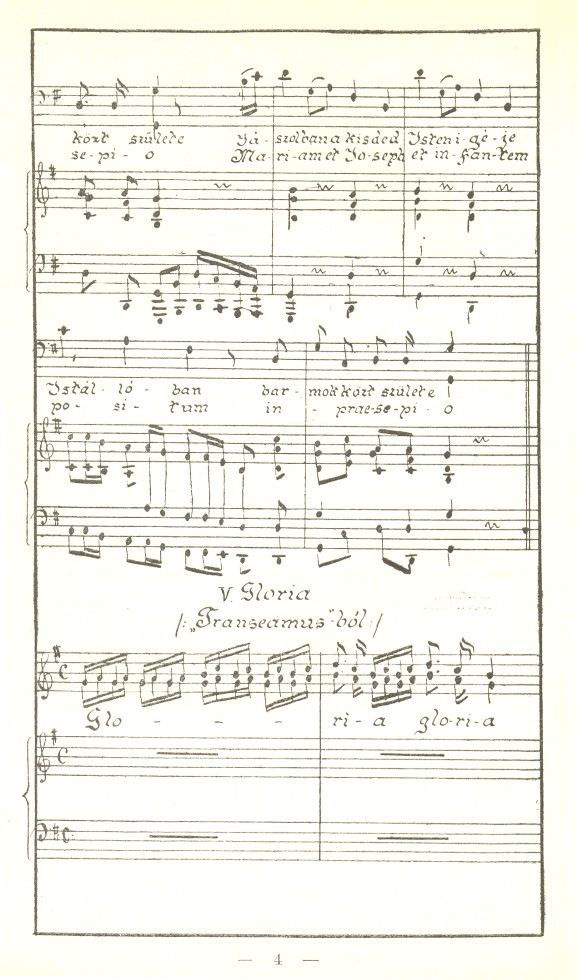 közt születe Já-szolban a kisded Isten i-gé-je
se-pi-o Ma-ri-am et Jo-seph et in-fan-tem
Istál-ló-ban bar-mok közt születe
po-si-tum in-prae-se-pi-o
V. Gloria
/: „Transeamus"-ból :/
Glo - - - ri-a glo-ri-a
— 4 —